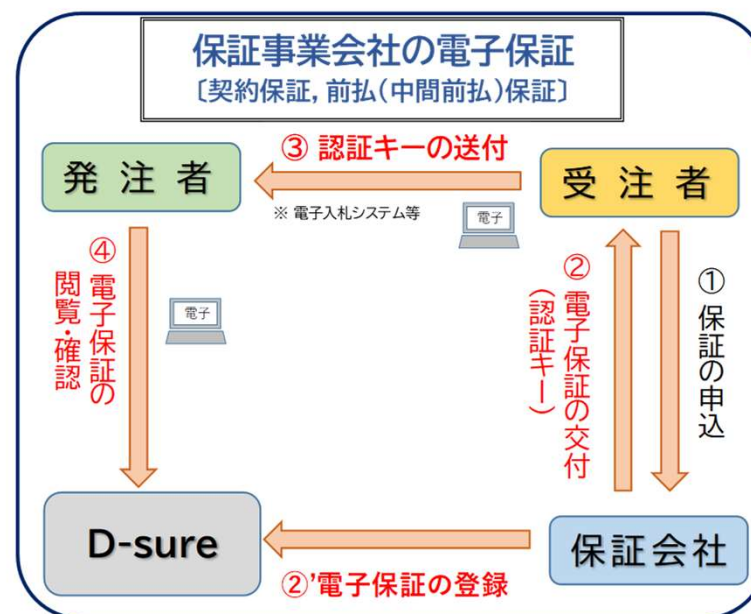 保証事業会社の電子保証
〔契約保証, 前払(中間前払)保証〕
③ 認証キーの送付
発 注 者
受 注 者
※ 電子入札システム等
電子
④ 電子保証の
閲覧・確認
電子
② 電子保証の交付
(認証キー)
① 保証の申込
D-sure
保証会社
②'電子保証の登録